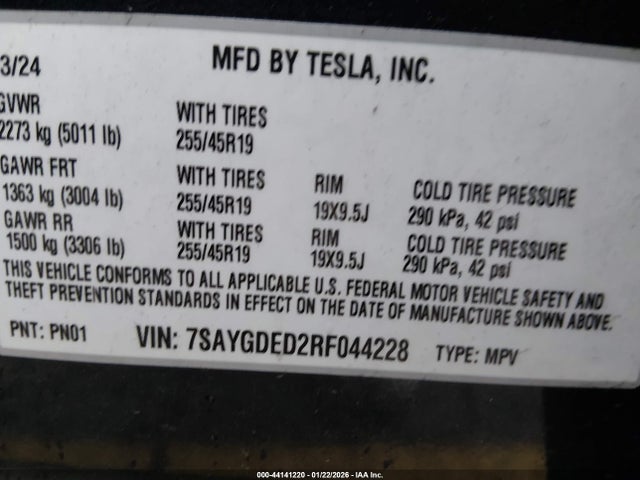 3/24 MFD BY TESLA, INC.
GVWR WITH TIRES
2273 kg (5011 lb) 255/45R19
GAWR FRT WITH TIRES RIM COLD TIRE PRESSURE
1363 kg (3004 lb) 255/45R19 19X9.5J 290 kPa, 42 psi
GAWR RR WITH TIRES RIM COLD TIRE PRESSURE
1500 kg (3306 lb) 255/45R19 19X9.5J 290 kPa, 42 psi
THIS VEHICLE CONFORMS TO ALL APPLICABLE U.S. FEDERAL MOTOR VEHICLE SAFETY AND
THEFT PREVENTION STANDARDS IN EFFECT ON THE DATE OF MANUFACTURE SHOWN ABOVE.
PNT: PN01 VIN: 7SAYGDED2RF044228 TYPE: MPV
000-44141220 - 01/22/2026 - IAA Inc.